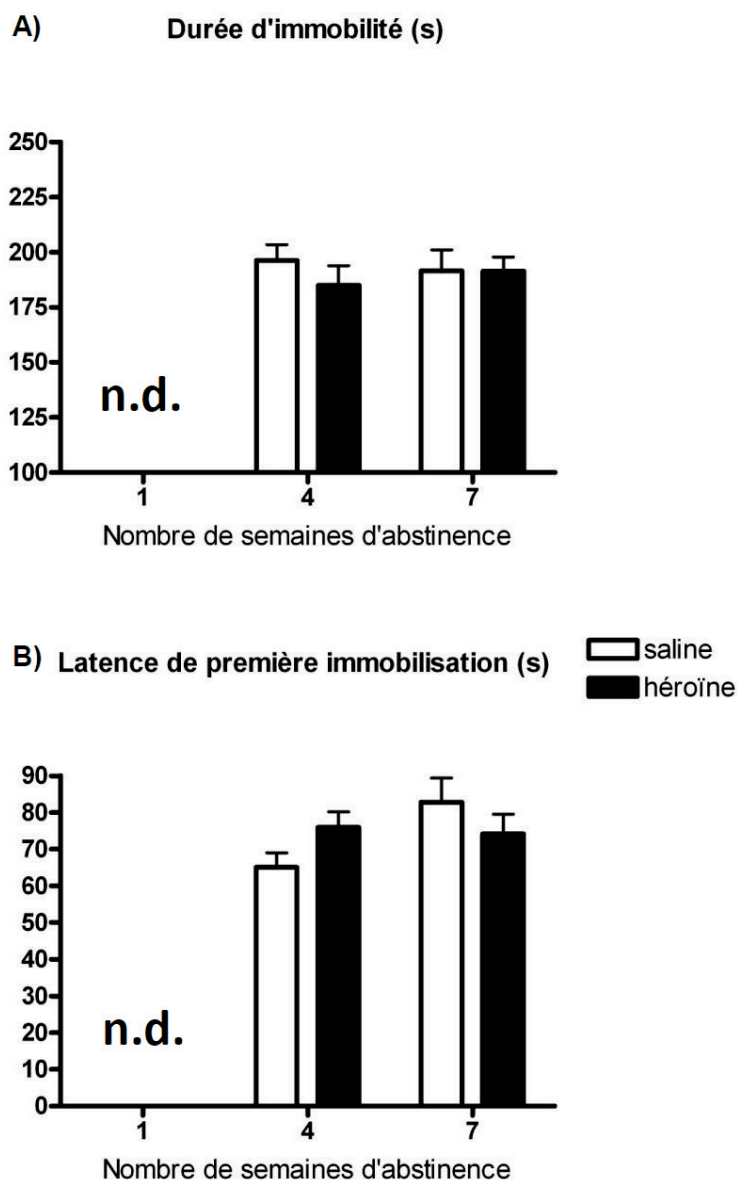 A) Durée d'immobilité (s)
250
225
200
175
150
125
100
n.d.
1 4 7
Nombre de semaines d'abstinence
B) Latence de première immobilisation (s)
saline
héroïne
90
80
70
60
50
40
30
20
10
0
n.d.
1 4 7
Nombre de semaines d'abstinence